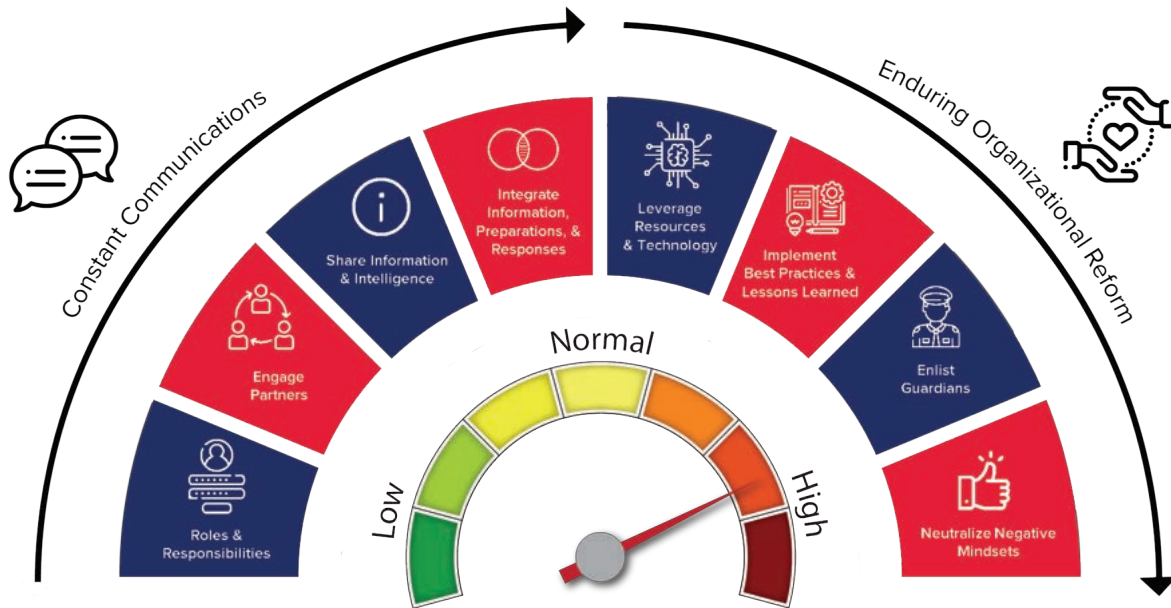 Constant Communications
Enduring Organizational Reform
Roles &
Responsibilities
Engage
Partners
Share Information
& Intelligence
Integrate
Information,
Preparations, &
Responses
Leverage
Resources
& Technology
Implement
Best Practices &
Lessons Learned
Enlist
Guardians
Neutralize Negative
Mindsets
Low
Normal
High